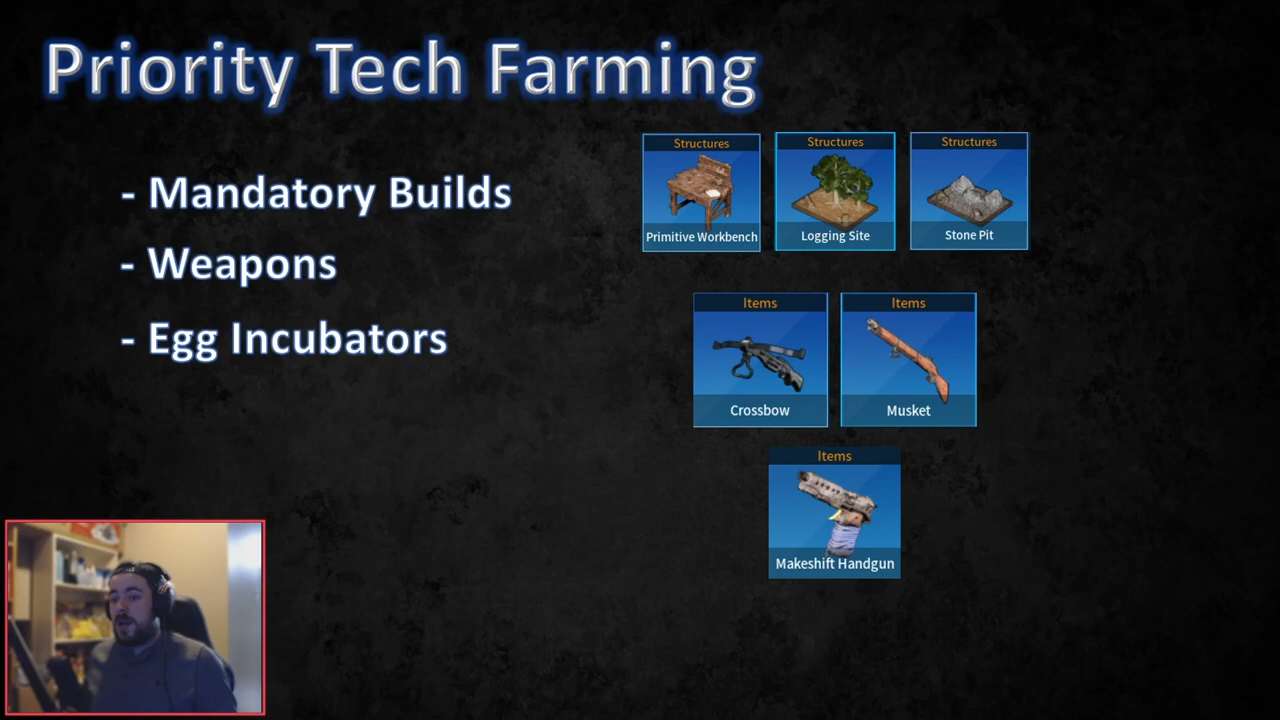 Priority Tech Farming
- Mandatory Builds
- Weapons
- Egg Incubators
Structures
Primitive Workbench
Structures
Logging Site
Structures
Stone Pit
Items
Crossbow
Items
Musket
Items
Makeshift Handgun